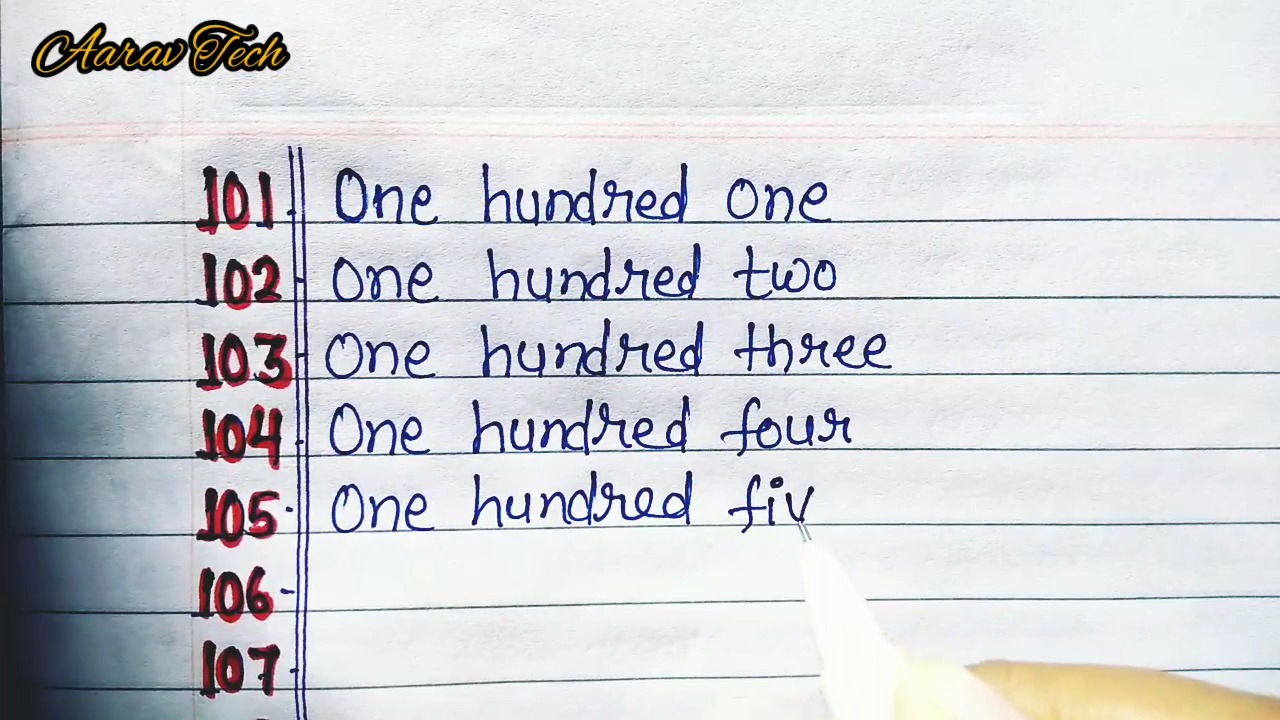 Aarav Tech
101 One hundred one
102 - One hundred two
103 - One hundred three
104 - One hundred four
105 - One hundred fiv
106 -
107 -